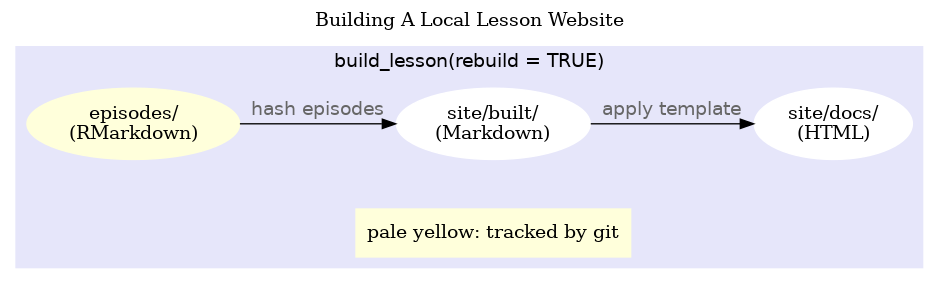 Building A Local Lesson Website
build_lesson(rebuild = TRUE)
episodes/
(RMarkdown)
hash episodes
site/built/
(Markdown)
apply template
site/docs/
(HTML)
pale yellow: tracked by git